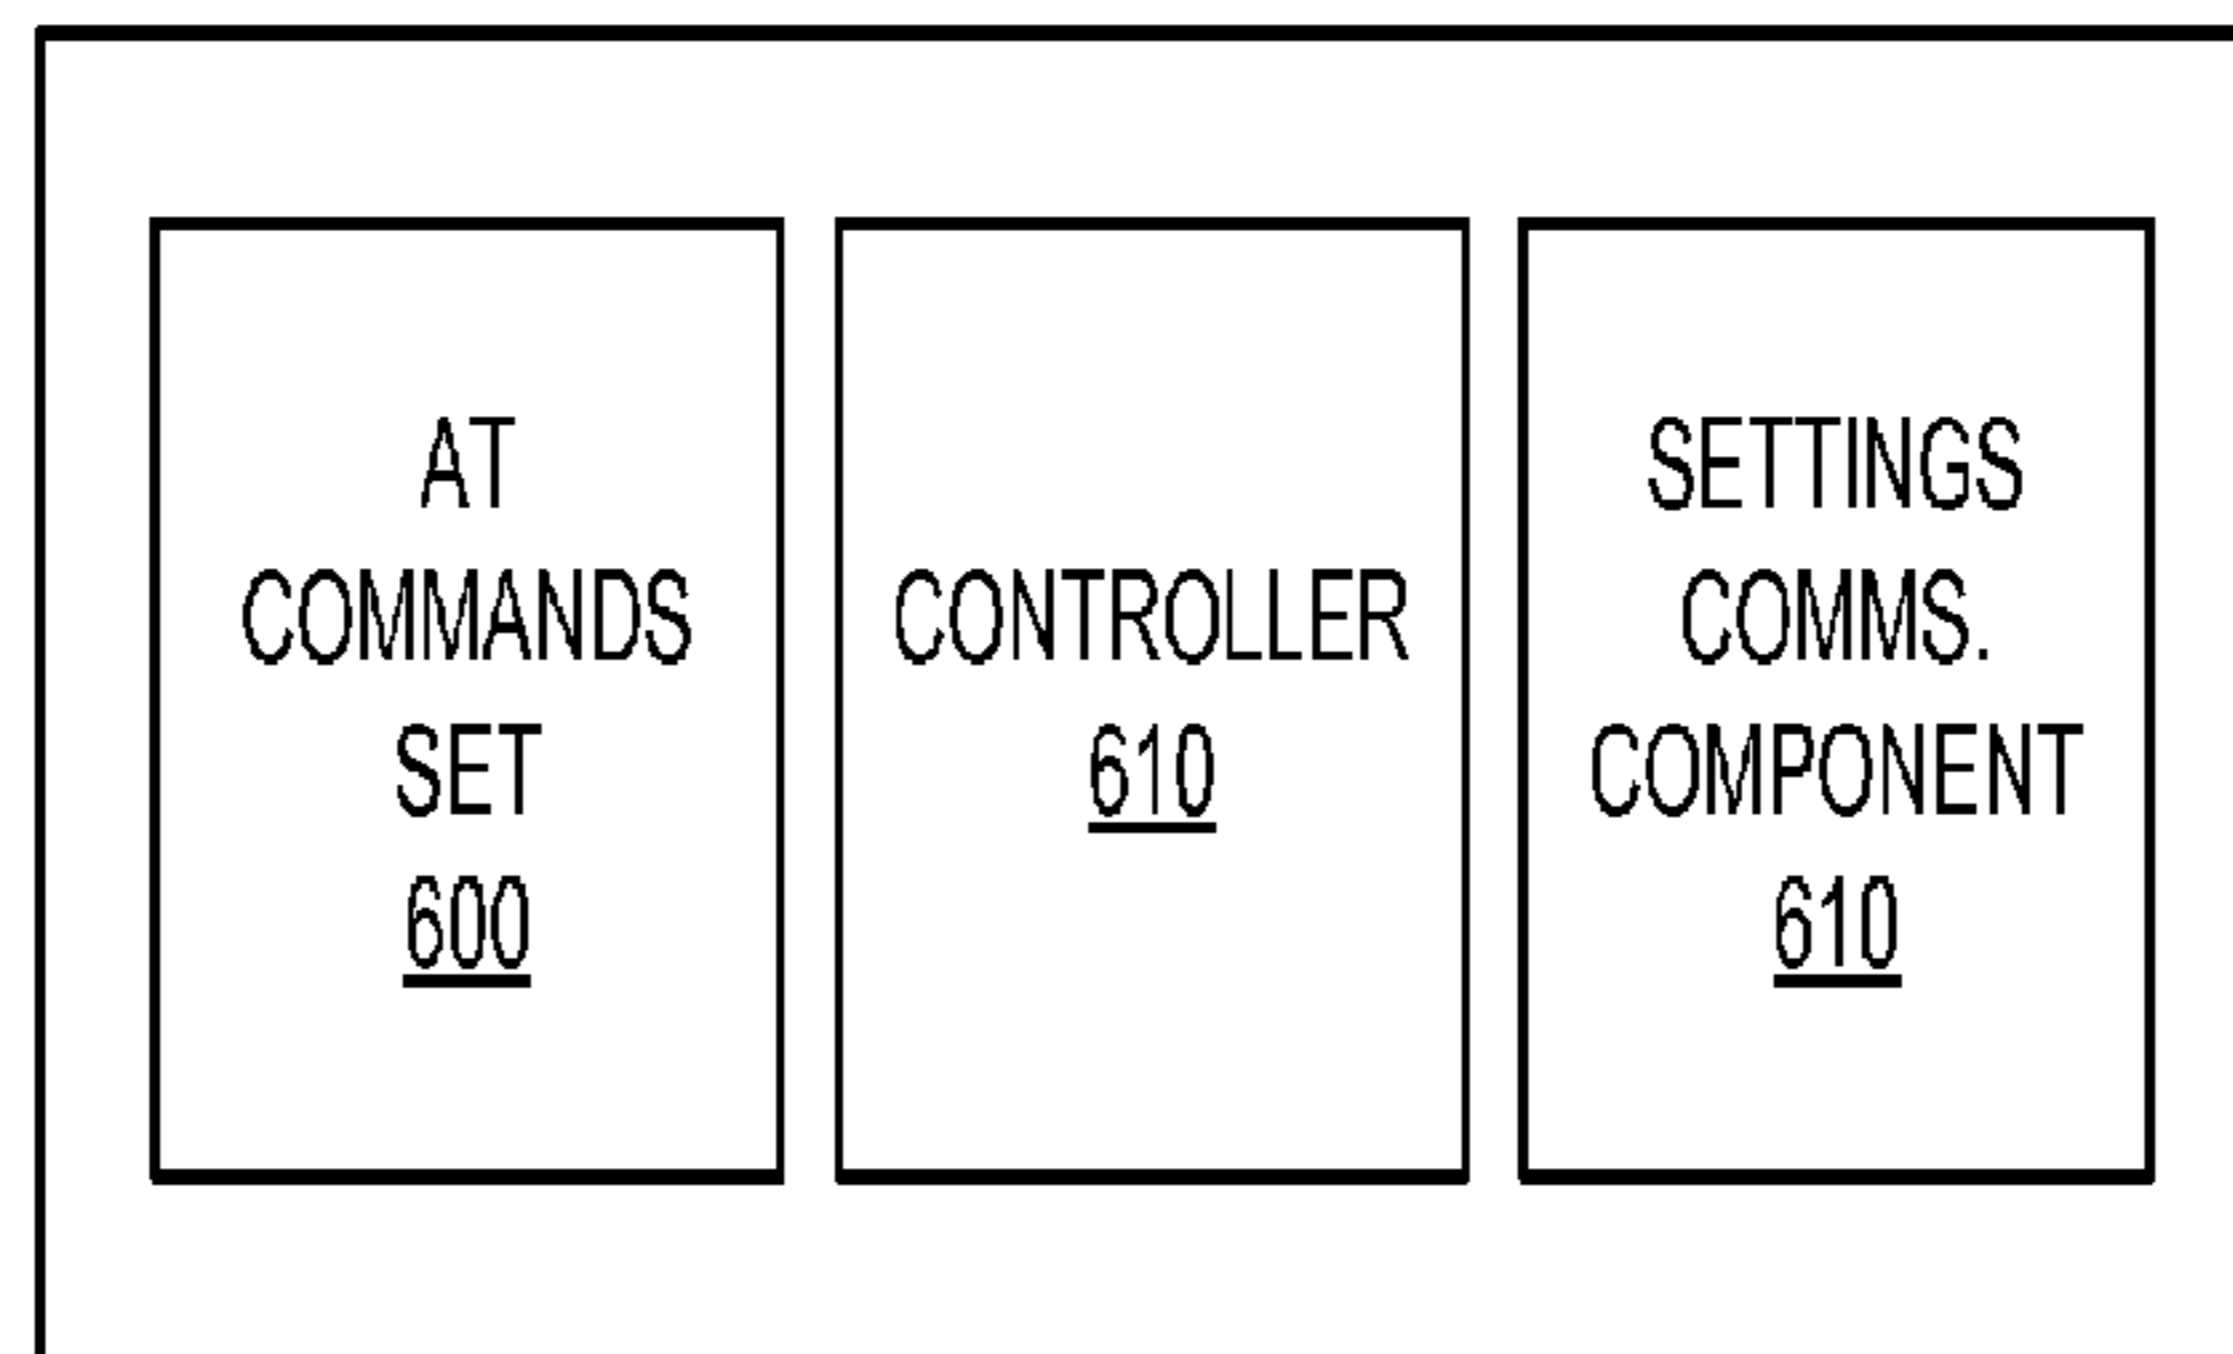 AT
COMMANDS
SET
600
CONTROLLER
610
SETTINGS
COMMS.
COMPONENT
610